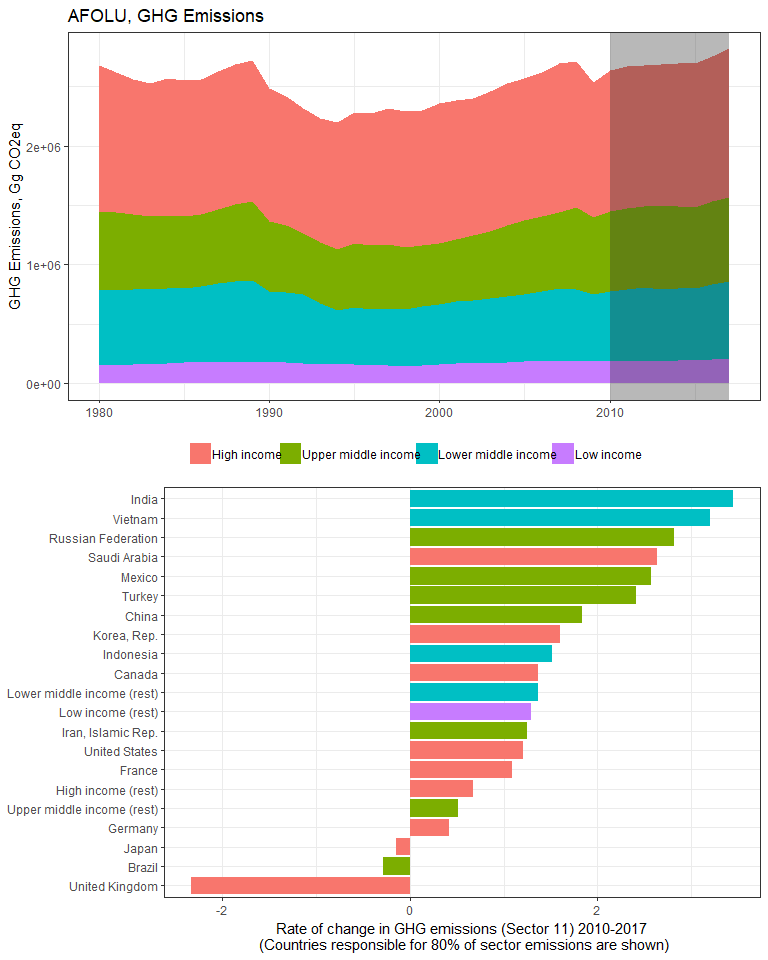 AFOLU, GHG Emissions
GHG Emissions, Gg CO2eq
2e+06
1e+06
0e+00
1980 1990 2000 2010
High income Upper middle income Lower middle income Low income
India
Vietnam
Russian Federation
Saudi Arabia
Mexico
Turkey
China
Korea, Rep.
Indonesia
Canada
Lower middle income (rest)
Low income (rest)
Iran, Islamic Rep.
United States
France
High income (rest)
Upper middle income (rest)
Germany
Japan
Brazil
United Kingdom
-2 0 2
Rate of change in GHG emissions (Sector 11) 2010-2017
(Countries responsible for 80% of sector emissions are shown)